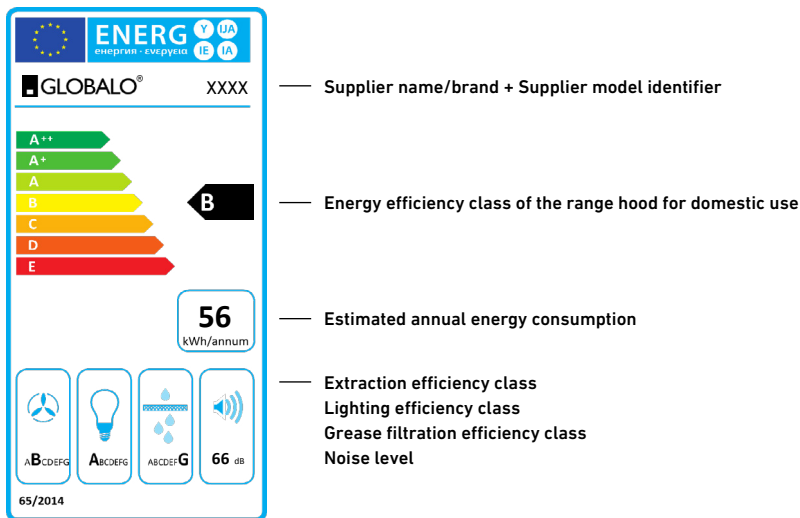 ENERG Y IJA
енергия · ενεργεια IE IA
GLOBALO® XXXX
Supplier name/brand + Supplier model identifier
A++
A+
A
B
B
Energy efficiency class of the range hood for domestic use
C
D
E
56
kWh/annum
Estimated annual energy consumption
Extraction efficiency class
Lighting efficiency class
Grease filtration efficiency class
Noise level
ABCDEFG
ABCDEFG
ABCDEFG
66 dB
65/2014